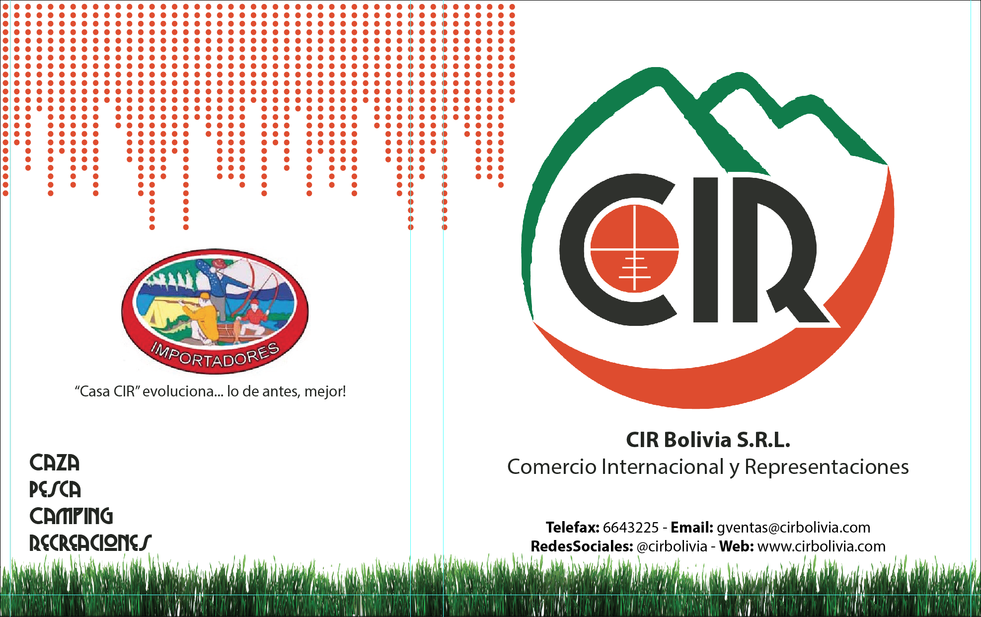 IMPORTADORES
“Casa CIR” evoluciona... lo de antes, mejor!
CAZA
PESCA
CAMPING
RECREACIONES
CIR
CIR Bolivia S.R.L.
Comercio Internacional y Representaciones
Telefax: 6643225 - Email: gventas@cirbolivia.com
RedesSociales: @cirbolivia - Web: www.cirbolivia.com